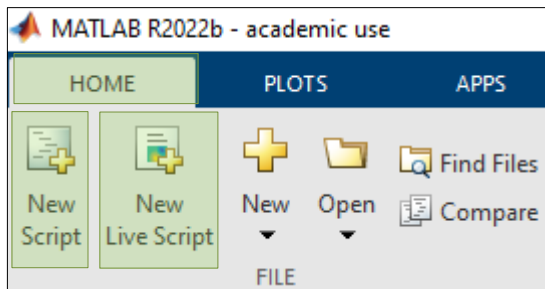 MATLAB R2022b - academic use
HOME PLOTS APPS
New Script
New Live Script
New
Open
Find Files
Compare
FILE